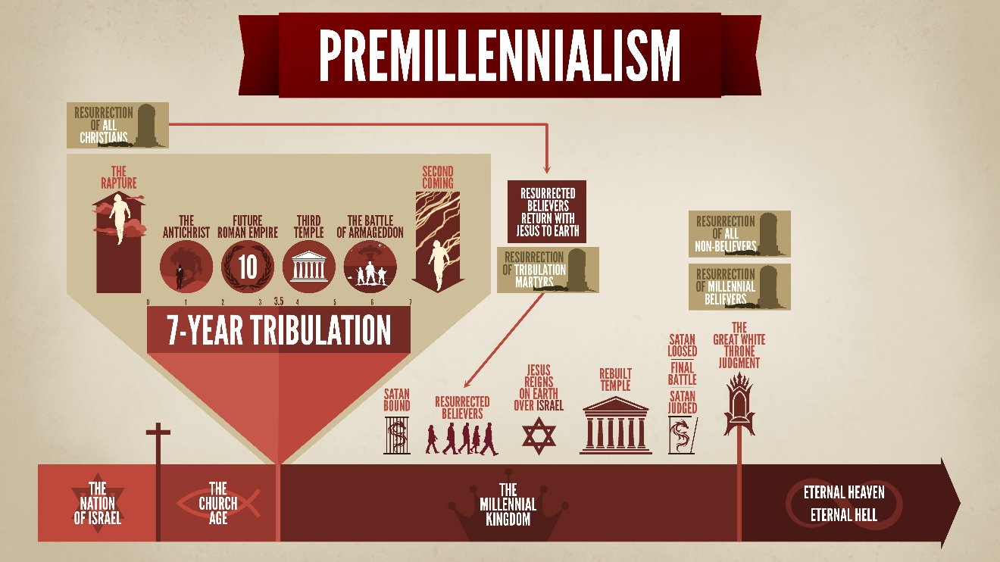 PREMILLENNIALISM
RESURRECTION
OF ALL
CHRISTIANS
THE
RAPTURE
SECOND
COMING
THE
ANTICHRIST
FUTURE
ROMAN EMPIRE
THIRD
TEMPLE
THE BATTLE
OF ARMAGEDDON
10
0 1 2 3 3.5 4 5 6 7
7-YEAR TRIBULATION
RESURRECTED
BELIEVERS
RETURN WITH
JESUS TO EARTH
RESURRECTION
OF TRIBULATION
MARTYRS
RESURRECTION
OF ALL
NON-BELIEVERS
RESURRECTION
OF MILLENNIAL
BELIEVERS
SATAN
BOUND
RESURRECTED
BELIEVERS
JESUS
REIGNS
ON EARTH
OVER ISRAEL
REBUILT
TEMPLE
SATAN
LOOSED
FINAL
BATTLE
SATAN
JUDGED
THE
GREAT WHITE
THRONE
JUDGMENT
THE
NATION
OF ISRAEL
THE
CHURCH
AGE
THE
MILLENNIAL
KINGDOM
ETERNAL HEAVEN
ETERNAL HELL